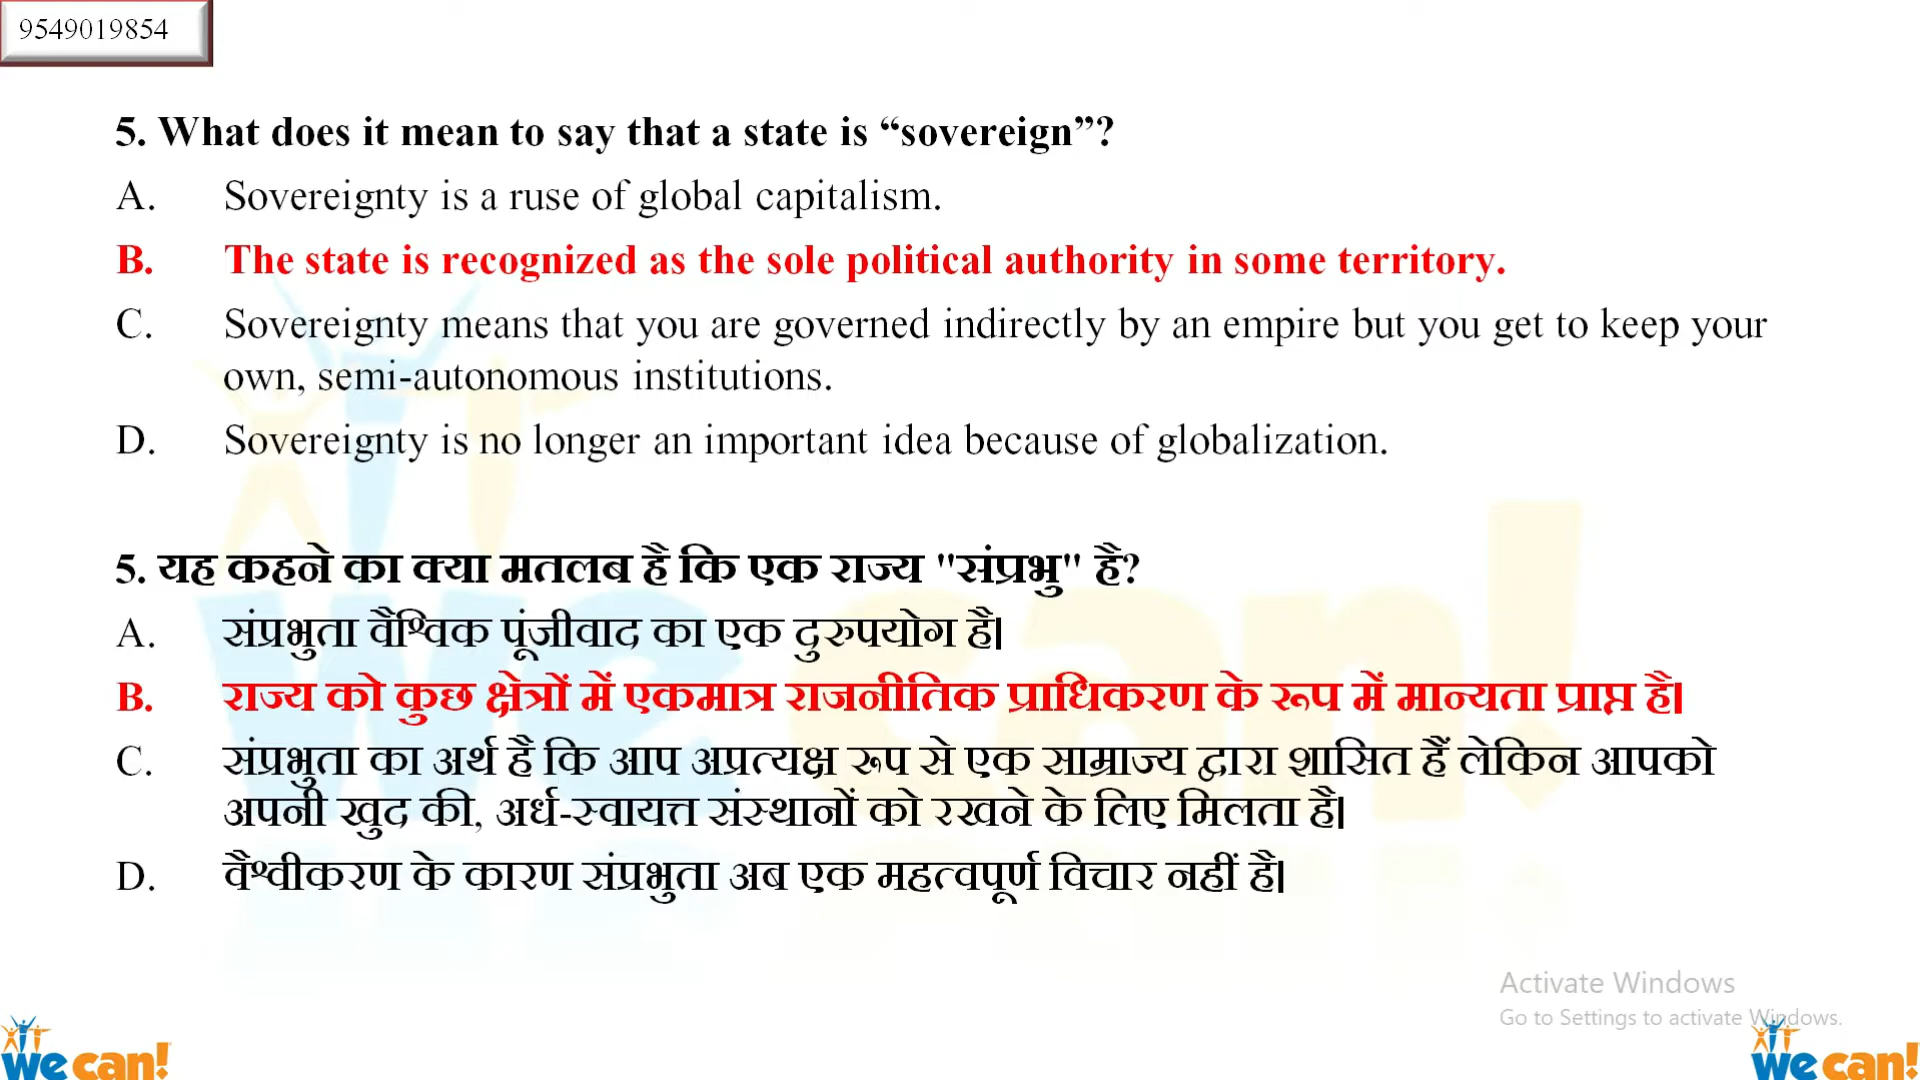 9549019854
5. What does it mean to say that a state is “sovereign”?
A. Sovereignty is a ruse of global capitalism.
B. The state is recognized as the sole political authority in some territory.
C. Sovereignty means that you are governed indirectly by an empire but you get to keep your
own, semi-autonomous institutions.
D. Sovereignty is no longer an important idea because of globalization.
5. यह कहने का क्या मतलब है कि एक राज्य "संप्रभु" है?
A. संप्रभुता वैश्विक पूंजीवाद का एक दुरुपयोग है।
B. राज्य को कुछ क्षेत्रों में एकमात्र राजनीतिक प्राधिकरण के रूप में मान्यता प्राप्त है।
C. संप्रभुता का अर्थ है कि आप अप्रत्यक्ष रूप से एक साम्राज्य द्वारा शासित हैं लेकिन आपको
अपनी खुद की, अर्ध-स्वायत्त संस्थानों को रखने के लिए मिलता है।
D. वैश्वीकरण के कारण संप्रभुता अब एक महत्वपूर्ण विचार नहीं है।
we can!
Activate Windows
Go to Settings to activate Windows.
we can!
we can!